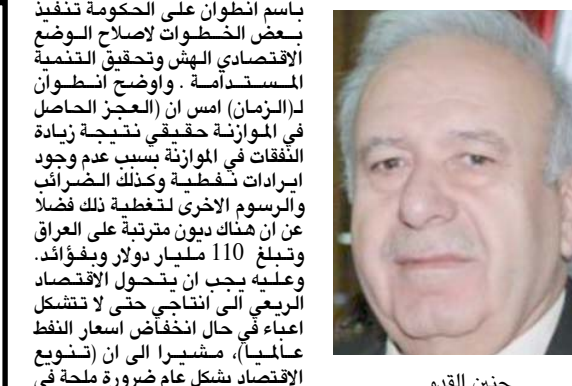 باسم انطوان على الحكومة تنفيذ
بعض الخطوات لاصلاح الوضع
الاقتصادي الهش وتحقيق التنمية
المستدامة . واوضح انطوان
لـ(الزمان) امس ان (العجز الحاصل
في الموازنة حقيقي نتيجة زيادة
النفقات في الموازنة بسبب عدم وجود
ايرادات نفطية وكذلك الضرائب
والرسوم الاخرى لتغطية ذلك فضلا
عن ان هناك ديون مترتبة على العراق
وتبلغ 110 مليار دولار وبفؤائد.
وعليه يجب ان يتحول الاقتصاد
الريعي الى انتاجي حتى لا تتشكل
اعباء في حال انخفاض اسعار النفط
عالميا)، مشيرا الى ان (تنويع
الاقتصاد بشكل عام ضرورة ملحة في
حنين القدو